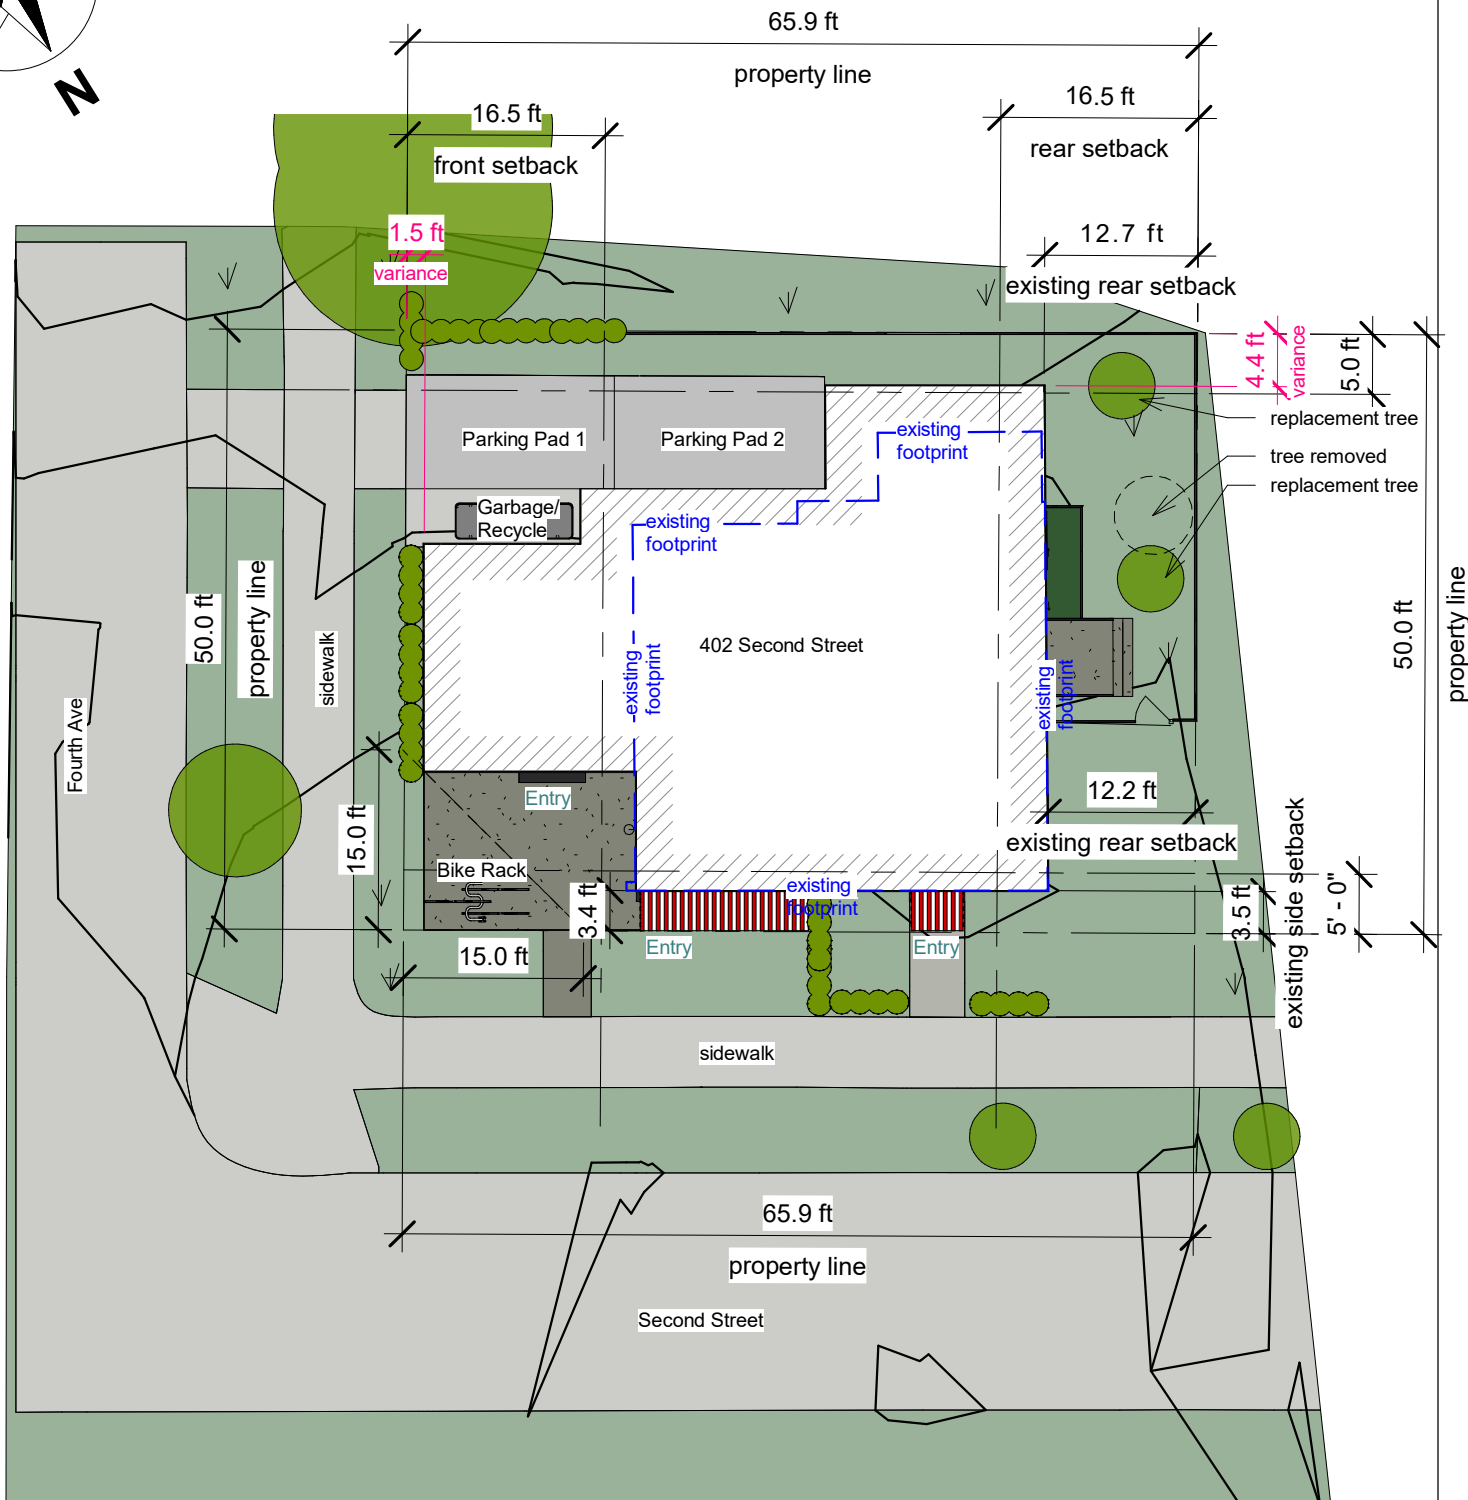 65.9 ft
property line
N
16.5 ft
front setback
16.5 ft
rear setback
1.5 ft
variance
12.7 ft
existing rear setback
4.4 ft
variance
5.0 ft
replacement tree
tree removed
replacement tree
Parking Pad 1
Parking Pad 2
existing
footprint
Garbage/
Recycle
existing
footprint
50.0 ft
property line
sidewalk
existing
footprint
402 Second Street
existing
footprint
50.0 ft
property line
Fourth Ave
15.0 ft
Entry
12.2 ft
existing rear setback
existing side setback
Bike Rack
3.4 ft
existing
footprint
3.5 ft
5' - 0"
Entry
Entry
15.0 ft
sidewalk
65.9 ft
property line
Second Street